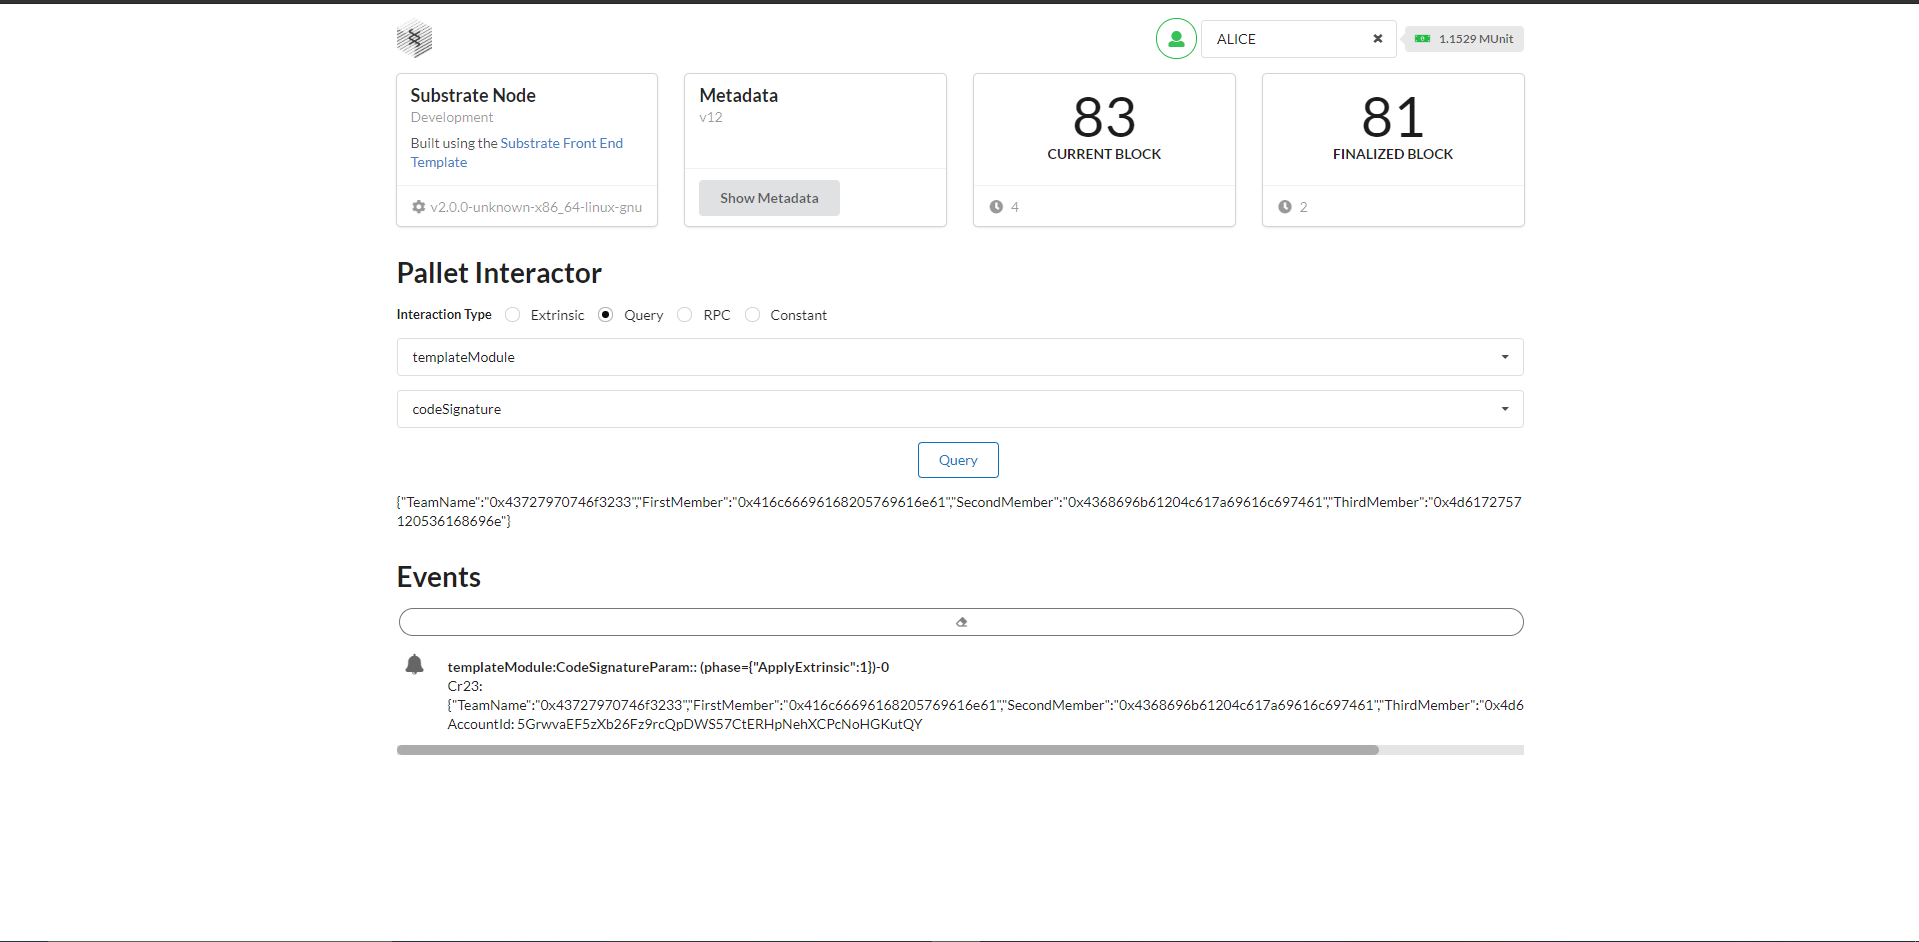 ALICE
1.1529 MUnit
Substrate Node
Development
Built using the Substrate Front End
Template
v2.0.0-unknown-x86_64-linux-gnu
Metadata
v12
Show Metadata
83
CURRENT BLOCK
4
81
FINALIZED BLOCK
2
Pallet Interactor
Interaction Type Extrinsic Query RPC Constant
templateModule
codeSignature
Query
{"TeamName":"0x43727970746f3233","FirstMember":"0x416c66696168205769616e61","SecondMember":"0x4368696b61204c617a69616c697461","ThirdMember":"0x4d6172757
120536168696e"}
Events
templateModule:CodeSignatureParam:: (phase={"ApplyExtrinsic":1})-0
Cr23:
{"TeamName":"0x43727970746f3233","FirstMember":"0x416c66696168205769616e61","SecondMember":"0x4368696b61204c617a69616c697461","ThirdMember":"0x4d6
AccountId: 5GrwvaEF5zXb26Fz9rcQpDWS57CtERHpNehXCPcNoHGKutQY